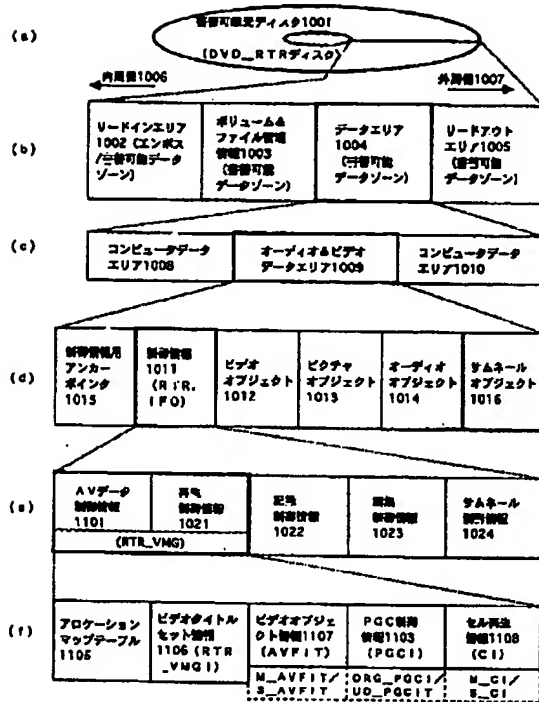 (a)
書替可能光ディスク1001
(DVD_RTRディスク)
内周側1006
外周側1007
(b)
リードインエリア
1002 (エンボス
/書替可能データ
ゾーン)
ボリューム&
ファイル管理
情報1003
(書替可能
データゾーン)
データエリア
1004
(書替可能
データゾーン)
リードアウト
エリア1005
(書替可能
データゾーン)
(c)
コンピュータデータ
エリア1008
オーディオ&ビデオ
データエリア1009
コンピュータデータ
エリア1010
(d)
制御情報用
アンカー
ポインタ
1015
制御情報
1011
(RTR.
IFO)
ビデオ
オブジェクト
1012
ピクチャ
オブジェクト
1013
オーディオ
オブジェクト
1014
サムネール
オブジェクト
1016
(e)
AVデータ
制御情報
1101
再生
制御情報
1021
(RTR_VMG)
記録
制御情報
1022
編集
制御情報
1023
サムネール
制御情報
1024
(f)
アロケーション
マップテーブル
1105
ビデオタイトル
セット情報
1106 (RTR
_VMGI)
ビデオオブジェ
クト情報1107
(AVFIT)
PGC制御
情報1103
(PGCI)
セル再生
情報1108
(CI)
M_AVFIT/
S_AVFIT
ORG_PGCI/
UD_PGCIT
M_CI/
S_CI